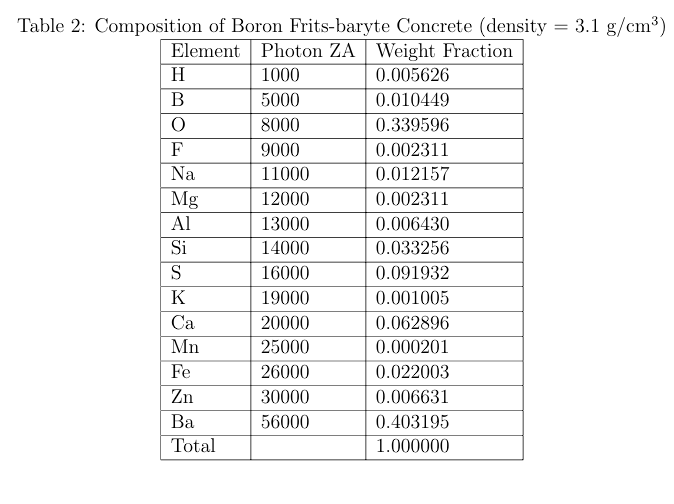 Table 2: Composition of Boron Frits-baryte Concrete (density = 3.1 g/cm³)
Element Photon ZA Weight Fraction
H 1000 0.005626
B 5000 0.010449
O 8000 0.339596
F 9000 0.002311
Na 11000 0.012157
Mg 12000 0.002311
Al 13000 0.006430
Si 14000 0.033256
S 16000 0.091932
K 19000 0.001005
Ca 20000 0.062896
Mn 25000 0.000201
Fe 26000 0.022003
Zn 30000 0.006631
Ba 56000 0.403195
Total 1.000000